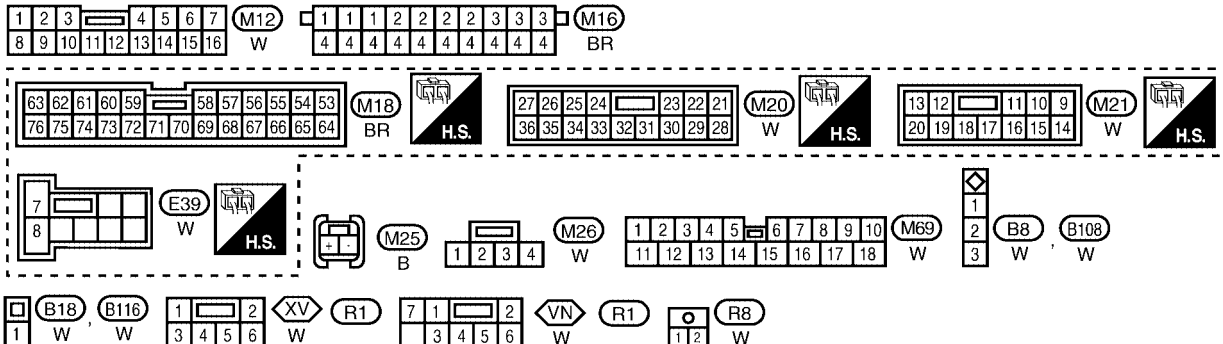 1 2 3 4 5 6 7 M12
8 9 10 11 12 13 14 15 16 W
1 1 1 2 2 2 2 3 3 3 M16
4 4 4 4 4 4 4 4 4 4 BR
63 62 61 60 59 58 57 56 55 54 53 M18
76 75 74 73 72 71 70 69 68 67 66 65 64 BR
H.S.
27 26 25 24 23 22 21 M20
36 35 34 33 32 31 30 29 28 W
H.S.
13 12 11 10 9 M21
20 19 18 17 16 15 14 W
H.S.
7 E39
8 W
H.S.
+ - M25
B
M26
1 2 3 4 W
1 2 3 4 5 6 7 8 9 10 M69
11 12 13 14 15 16 17 18 W
1
2 B8 , B108
3 W W
B18 , B116
1 W W
1 2 XV R1
3 4 5 6 W
7 1 2 VN R1
3 4 5 6 W
R8
1 2 W